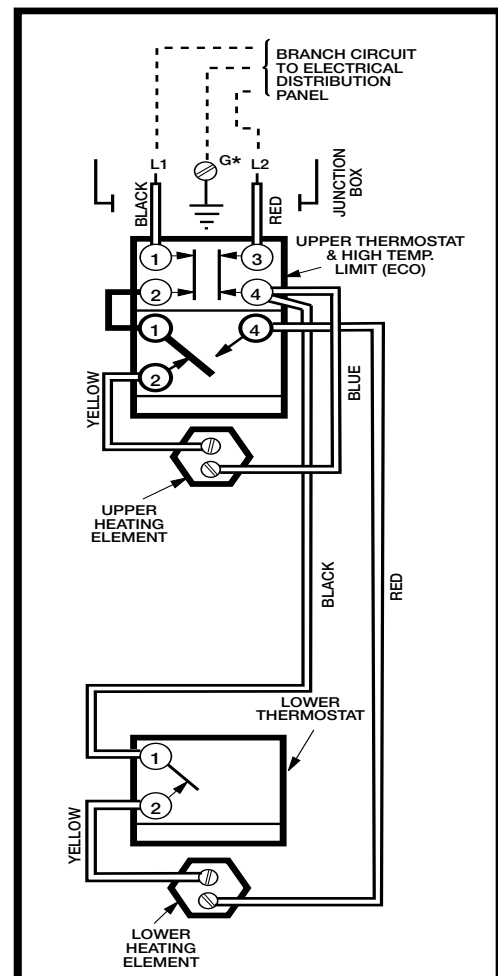 BRANCH CIRCUIT
TO ELECTRICAL
DISTRIBUTION
PANEL
L1
G*
L2
BLACK
RED
JUNCTION
BOX
1
3
UPPER THERMOSTAT
& HIGH TEMP.
LIMIT (ECO)
2
4
1
4
2
YELLOW
BLUE
UPPER
HEATING
ELEMENT
BLACK
RED
LOWER
THERMOSTAT
1
2
YELLOW
LOWER
HEATING
ELEMENT